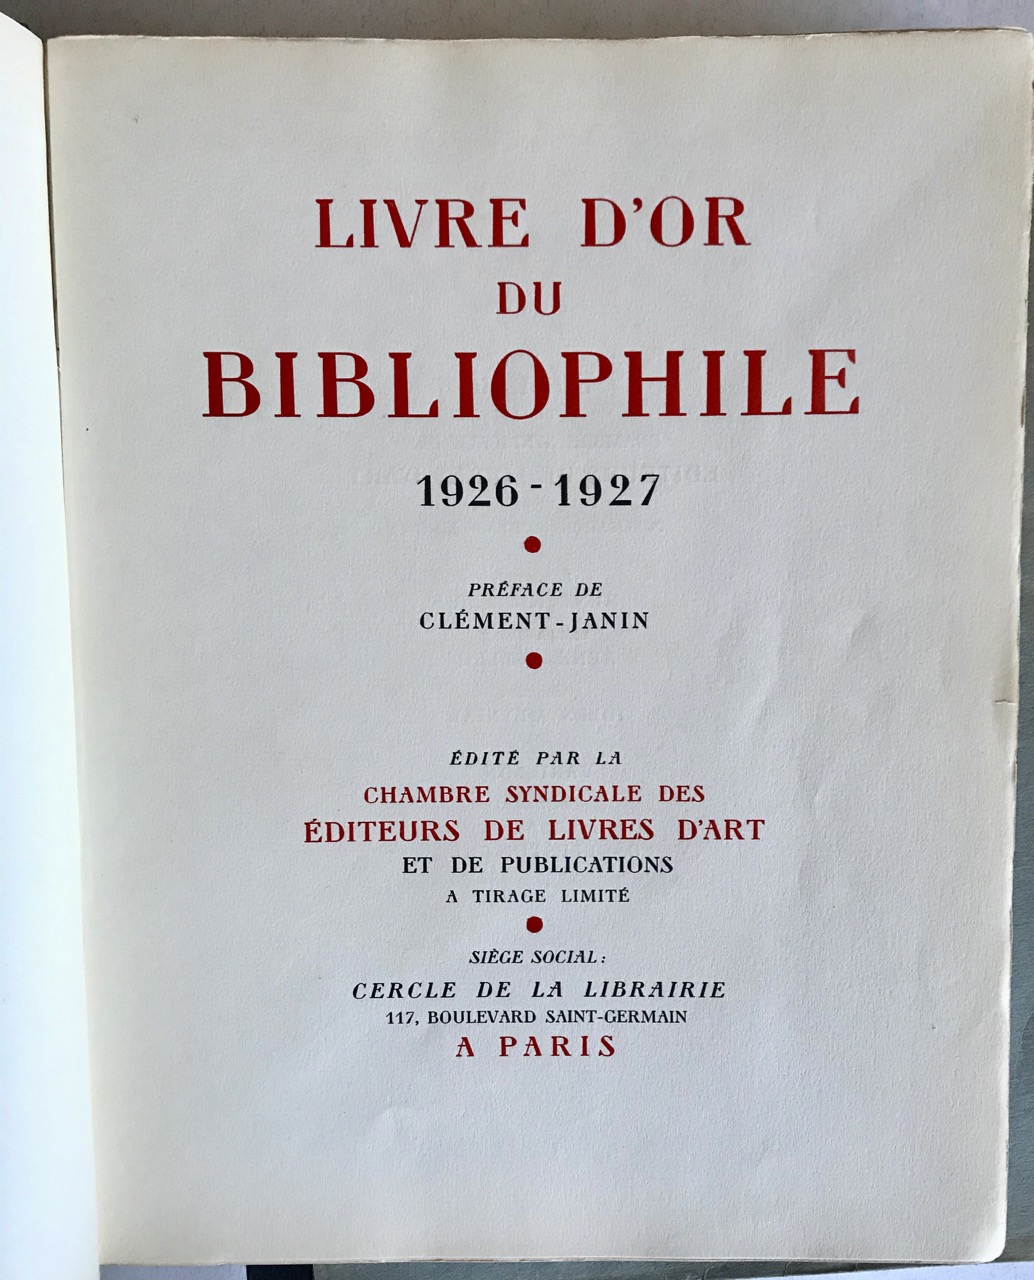 LIVRE D'OR
DU
BIBLIOPHILE
1926-1927
PRÉFACE DE
CLÉMENT-JANIN
ÉDITÉ PAR LA
CHAMBRE SYNDICALE DES
ÉDITEURS DE LIVRES D'ART
ET DE PUBLICATIONS
A TIRAGE LIMITÉ
SIÈGE SOCIAL:
CERCLE DE LA LIBRAIRIE
117, BOULEVARD SAINT-GERMAIN
A PARIS